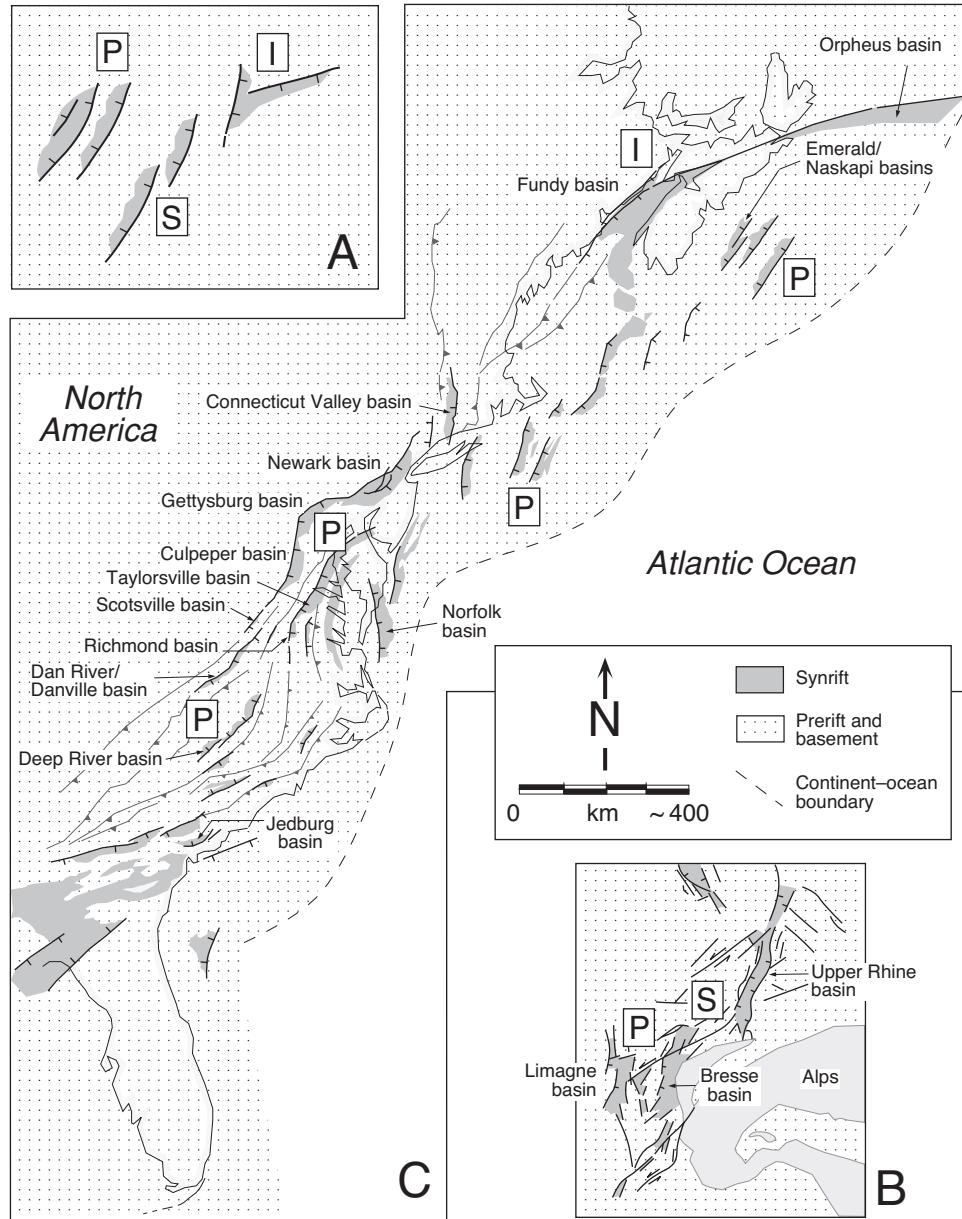 P
I
S
A
Orpheus basin
I
Emerald/
Naskapi basins
Fundy basin
P
North
America
Connecticut Valley basin
Newark basin
Gettysburg basin
P
P
Culpeper basin
Taylorsville basin
Scotsville basin
Richmond basin
Atlantic Ocean
Norfolk
basin
Dan River/
Danville basin
P
Deep River basin
Jedburg
basin
N
0 km ~ 400
Synrift
Prerift and
basement
Continent–ocean
boundary
Upper Rhine
basin
S
P
Limagne
basin
Bresse
basin
Alps
C
B